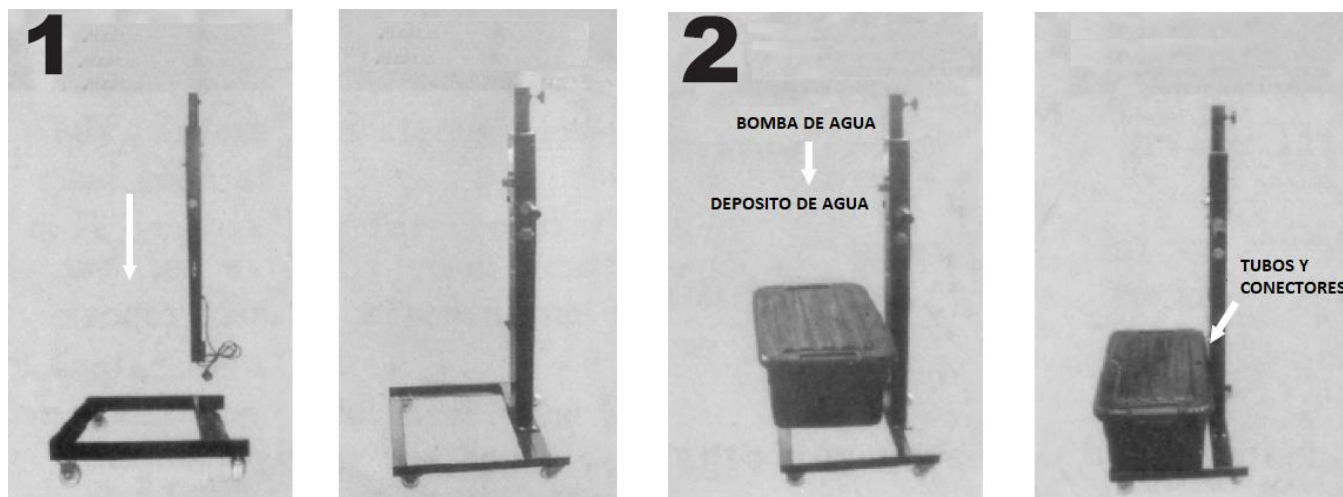 1
2
BOMBA DE AGUA
DEPOSITO DE AGUA
TUBOS Y
CONECTORES